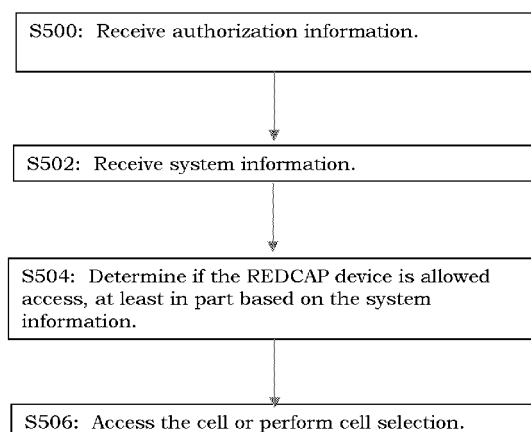 S500: Receive authorization information.
S502: Receive system information.
S504: Determine if the REDCAP device is allowed
access, at least in part based on the system
information.
S506: Access the cell or perform cell selection.